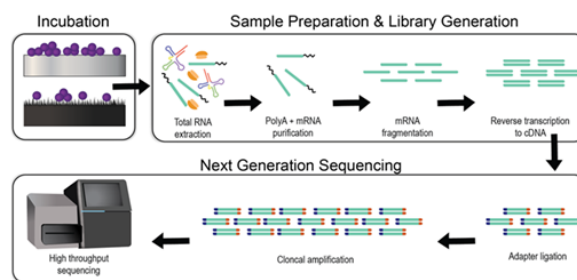 Incubation
Sample Preparation & Library Generation
Total RNA
extraction
PolyA + mRNA
purification
mRNA
fragmentation
Reverse transcription
to cDNA
Next Generation Sequencing
High throughput
sequencing
Cloncal amplification
Adapter ligation